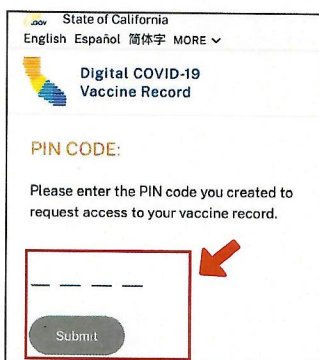 .GOV State of California
English Español 简体字 MORE
Digital COVID-19
Vaccine Record
PIN CODE:
Please enter the PIN code you created to
request access to your vaccine record.
Submit